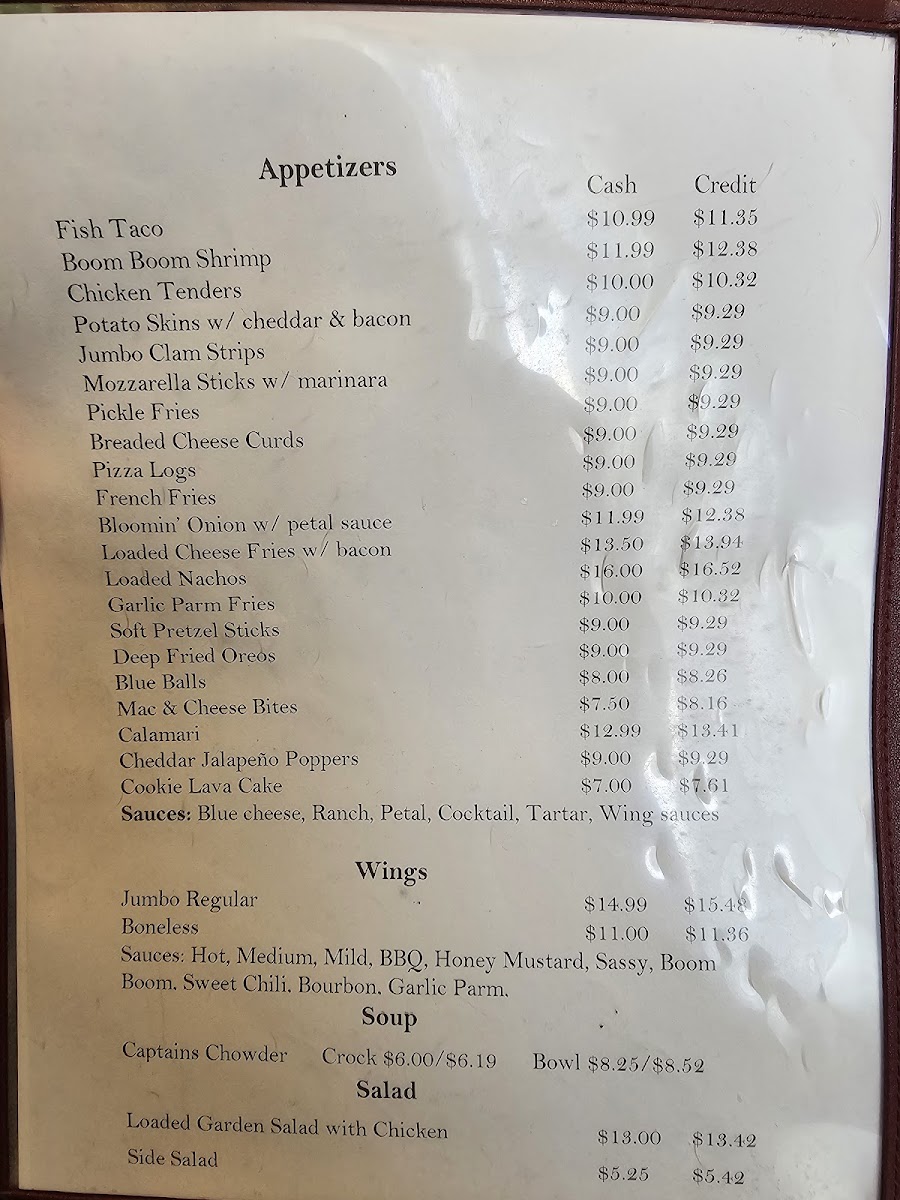 Appetizers
Cash Credit
Fish Taco $10.99 $11.35
Boom Boom Shrimp $11.99 $12.38
Chicken Tenders $10.00 $10.32
Potato Skins w/ cheddar & bacon $9.00 $9.29
Jumbo Clam Strips $9.00 $9.29
Mozzarella Sticks w/ marinara $9.00 $9.29
Pickle Fries $9.00 $9.29
Breaded Cheese Curds $9.00 $9.29
Pizza Logs $9.00 $9.29
French Fries $9.00 $9.29
Bloomin' Onion w/ petal sauce $11.99 $12.38
Loaded Cheese Fries w/ bacon $13.50 $13.94
Loaded Nachos $16.00 $16.52
Garlic Parm Fries $10.00 $10.32
Soft Pretzel Sticks $9.00 $9.29
Deep Fried Oreos $9.00 $9.29
Blue Balls $8.00 $8.26
Mac & Cheese Bites $7.50 $8.16
Calamari $12.99 $13.41
Cheddar Jalapeño Poppers $9.00 $9.29
Cookie Lava Cake $7.00 $7.61
Sauces: Blue cheese, Ranch, Petal, Cocktail, Tartar, Wing sauces
Wings
Jumbo Regular $14.99 $15.48
Boneless $11.00 $11.36
Sauces: Hot, Medium, Mild, BBQ, Honey Mustard, Sassy, Boom
Boom, Sweet Chili, Bourbon, Garlic Parm,
Soup
Captains Chowder Crock $6.00/$6.19 Bowl $8.25/$8.52
Salad
Loaded Garden Salad with Chicken $13.00 $13.42
Side Salad $5.25 $5.42